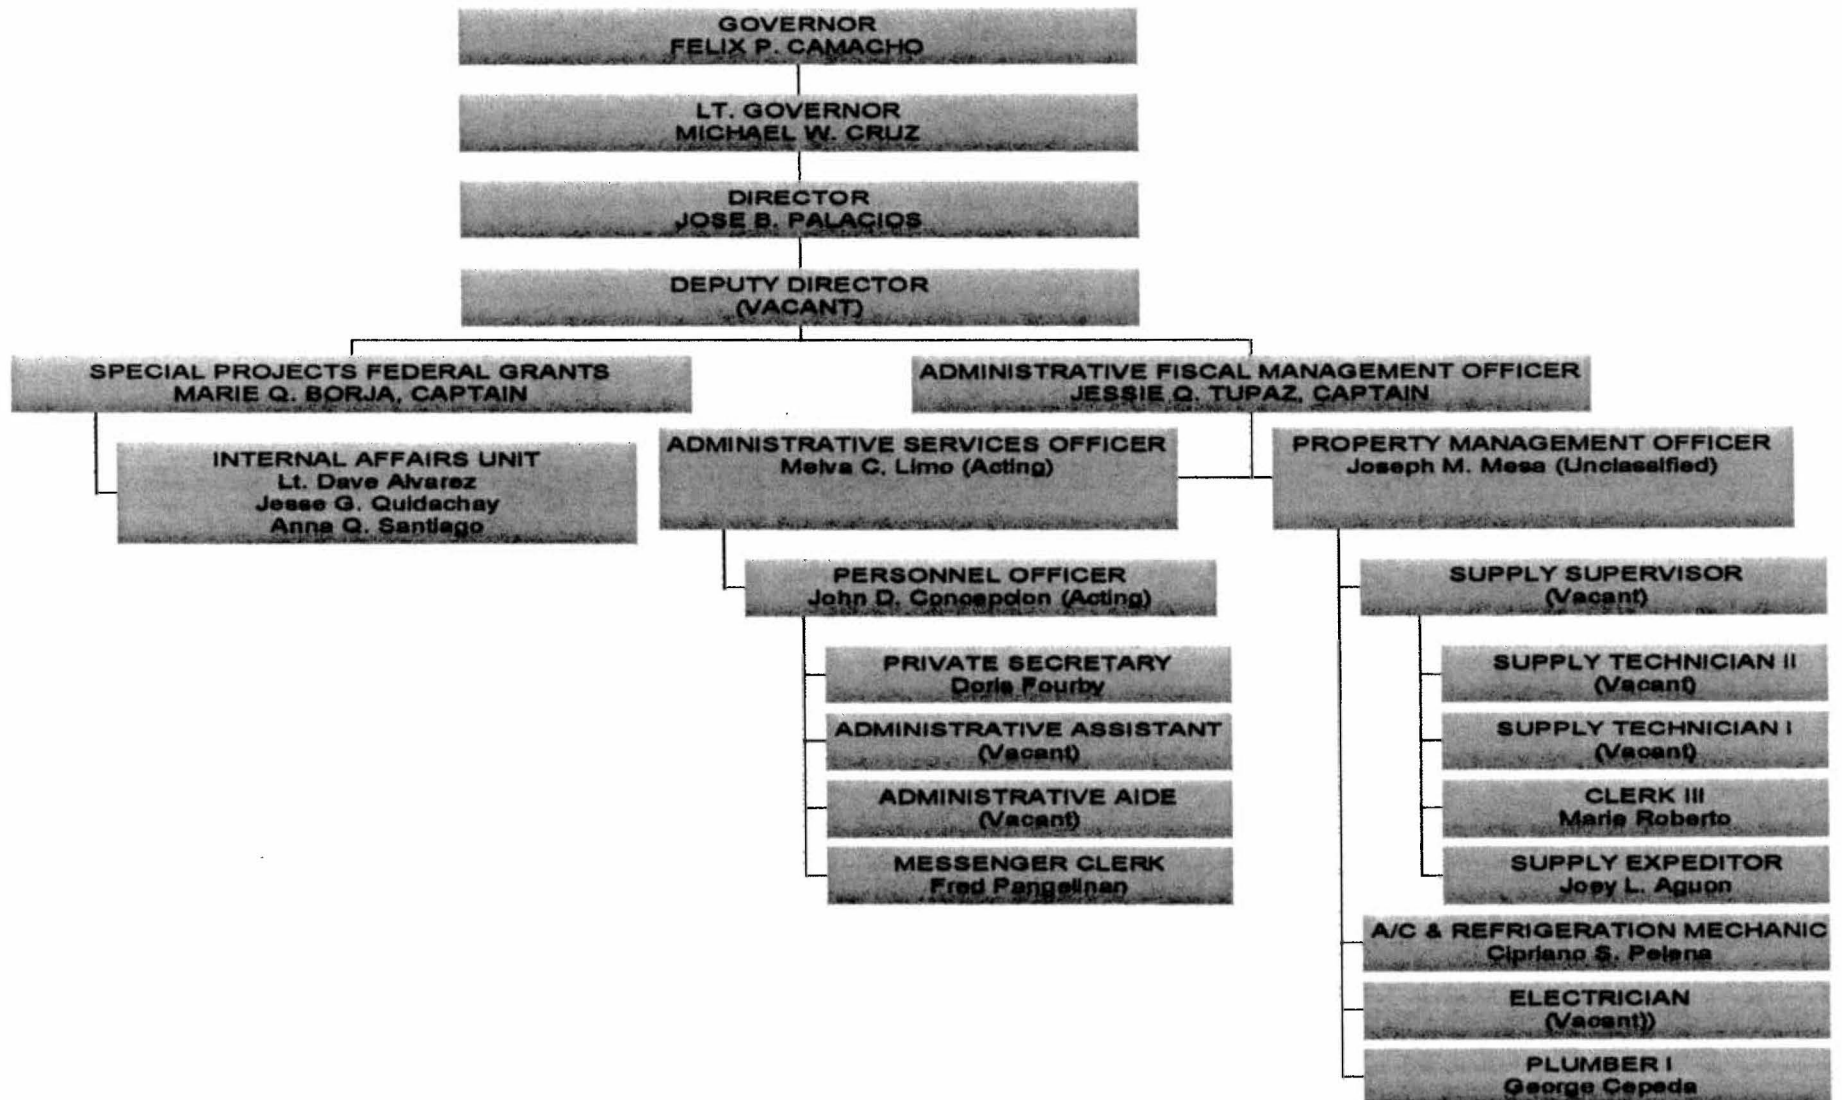 GOVERNOR
FELIX P. CAMACHO
LT. GOVERNOR
MICHAEL W. CRUZ
DIRECTOR
JOSE B. PALACIOS
DEPUTY DIRECTOR
(VACANT)
SPECIAL PROJECTS FEDERAL GRANTS
MARIE Q. BORJA, CAPTAIN
INTERNAL AFFAIRS UNIT
Lt. Dave Alvarez
Jesse G. Quidachay
Anna Q. Santiago
ADMINISTRATIVE FISCAL MANAGEMENT OFFICER
JESSIE Q. TUPAZ, CAPTAIN
ADMINISTRATIVE SERVICES OFFICER
Melva C. Limo (Acting)
PERSONNEL OFFICER
John D. Concepcion (Acting)
PRIVATE SECRETARY
Doris Fourby
ADMINISTRATIVE ASSISTANT
(Vacant)
ADMINISTRATIVE AIDE
(Vacant)
MESSENGER CLERK
Fred Pangelinan
PROPERTY MANAGEMENT OFFICER
Joseph M. Mesa (Unclassified)
SUPPLY SUPERVISOR
(Vacant)
SUPPLY TECHNICIAN II
(Vacant)
SUPPLY TECHNICIAN I
(Vacant)
CLERK III
Marie Roberto
SUPPLY EXPEDITOR
Joey L. Aguon
A/C & REFRIGERATION MECHANIC
Cipriano S. Pelena
ELECTRICIAN
(Vacant))
PLUMBER I
George Cepeda